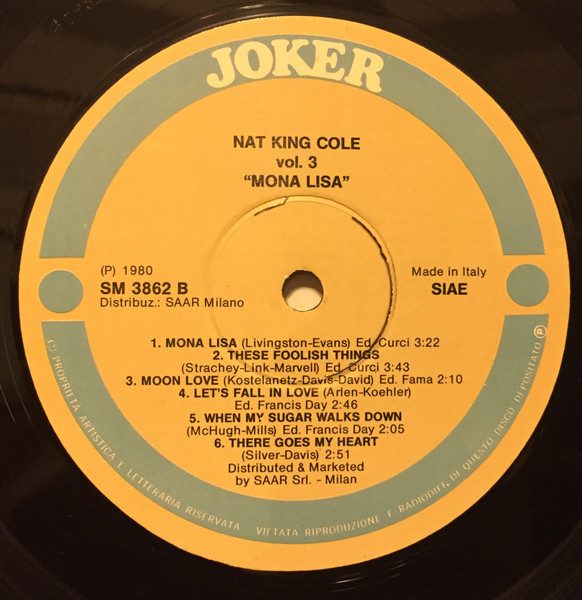 JOKER
NAT KING COLE
vol. 3
“MONA LISA”
(P) 1980
SM 3862 B
Distribuz.: SAAR Milano
Made in Italy
SIAE
1. MONA LISA (Livingston-Evans) Ed. Curci 3:22
2. THESE FOOLISH THINGS
(Strachey-Link-Marvell) Ed. Curci 3:43
3. MOON LOVE (Kostelanetz-Davis-David) Ed. Fama 2:10
4. LET'S FALL IN LOVE (Arlen-Koehler)
Ed. Francis Day 2:46
5. WHEN MY SUGAR WALKS DOWN
(McHugh-Mills) Ed. Francis Day 2:05
6. THERE GOES MY HEART
(Silver-Davis) 2:51
Distributed & Marketed
by SAAR Srl. - Milan
(C) PROPRIETA ARTISTICA E LETTERARIA RISERVATA VIETATA RIPRODUZIONE E RADIODIF. DI QUESTO DISCO DEPOSITATO (P)